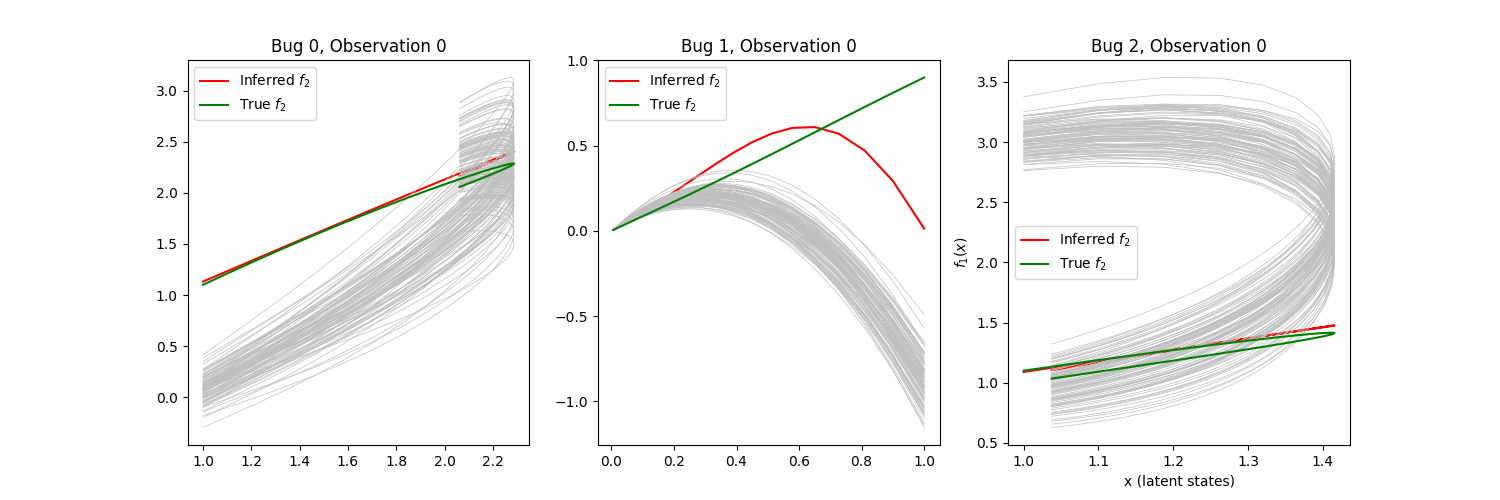 Bug 0, Observation 0
Inferred f₂
True f₂
3.0
2.5
2.0
1.5
1.0
0.5
0.0
1.0 1.2 1.4 1.6 1.8 2.0 2.2
Bug 1, Observation 0
Inferred f₂
True f₂
1.0
0.5
0.0
−0.5
−1.0
0.0 0.2 0.4 0.6 0.8 1.0
Bug 2, Observation 0
f₁(x)
3.5
3.0
2.5
2.0
1.5
1.0
0.5
Inferred f₂
True f₂
1.0 1.1 1.2 1.3 1.4
x (latent states)